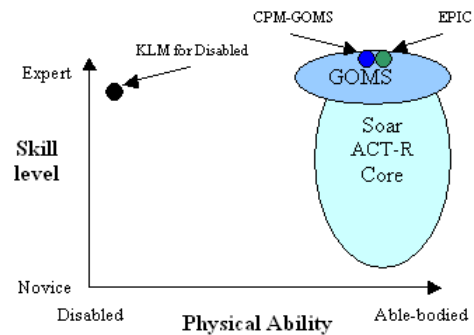 CPM-GOMS
EPIC
KLM for Disabled
Expert
GOMS
Soar
ACT-R
Core
Skill
level
Novice
Disabled
Able-bodied
Physical Ability